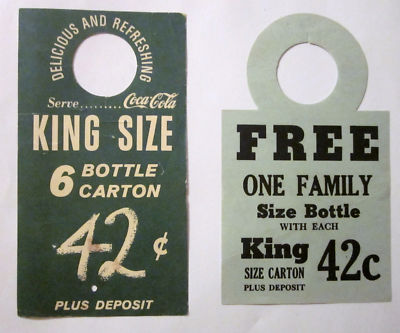 DELICIOUS AND REFRESHING
Serve........ Coca-Cola
KING SIZE
6 BOTTLE
CARTON
42¢
PLUS DEPOSIT
FREE
ONE FAMILY
Size Bottle
WITH EACH
King
SIZE CARTON
42c
PLUS DEPOSIT